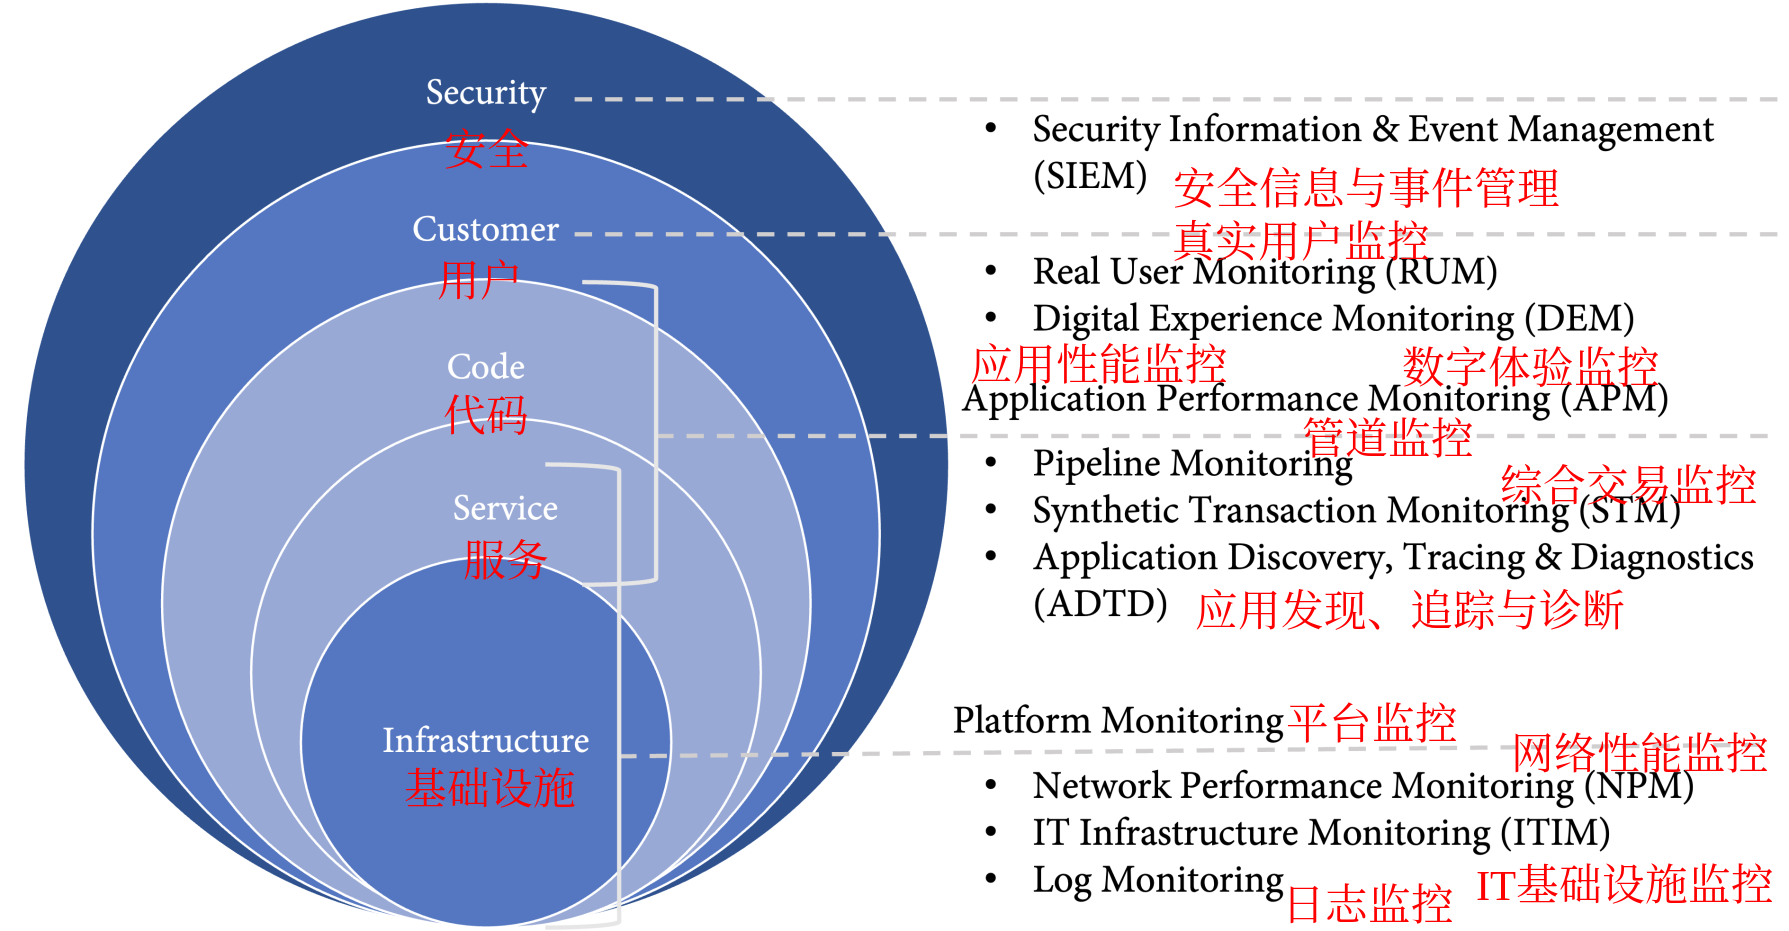 Security
安全
Customer
用户
Code
代码
Service
服务
Infrastructure
基础设施
• Security Information & Event Management
(SIEM)
安全信息与事件管理
真实用户监控
• Real User Monitoring (RUM)
• Digital Experience Monitoring (DEM)
应用性能监控
数字体验监控
Application Performance Monitoring (APM)
管道监控
• Pipeline Monitoring
综合交易监控
• Synthetic Transaction Monitoring (STM)
• Application Discovery, Tracing & Diagnostics
(ADTD)
应用发现、追踪与诊断
Platform Monitoring
平台监控
网络性能监控
• Network Performance Monitoring (NPM)
• IT Infrastructure Monitoring (ITIM)
• Log Monitoring
日志监控
IT基础设施监控